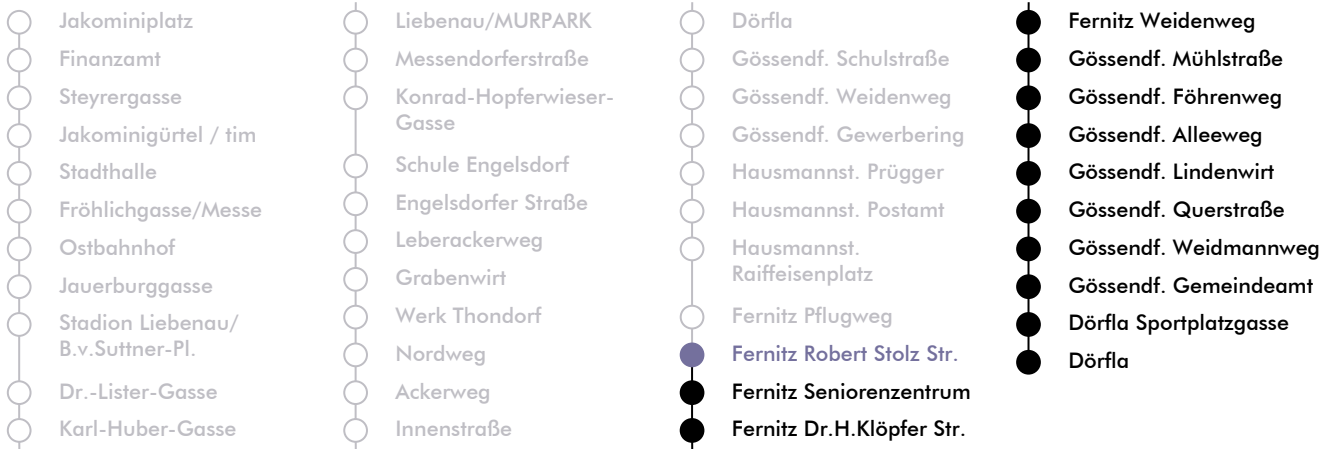 Jakominiplatz
Finanzamt
Steyrergasse
Jakominigürtel / tim
Stadthalle
Fröhlichgasse/Messe
Ostbahnhof
Jauerburggasse
Stadion Liebenau/
B.v.Suttner-Pl.
Dr.-Lister-Gasse
Karl-Huber-Gasse
Liebenau/MURPARK
Messendorferstraße
Konrad-Hopferwieser-
Gasse
Schule Engelsdorf
Engelsdorfer Straße
Leberackerweg
Grabenwirt
Werk Thondorf
Nordweg
Ackerweg
Innenstraße
Dörfla
Gössendf. Schulstraße
Gössendf. Weidenweg
Gössendf. Gewerbering
Hausmannst. Prügger
Hausmannst. Postamt
Hausmannst.
Raiffeisenplatz
Fernitz Pflugweg
Fernitz Robert Stolz Str.
Fernitz Seniorenzentrum
Fernitz Dr.H.Klöpfer Str.
Fernitz Weidenweg
Gössendf. Mühlstraße
Gössendf. Föhrenweg
Gössendf. Alleeweg
Gössendf. Lindenwirt
Gössendf. Querstraße
Gössendf. Weidmannweg
Gössendf. Gemeindeamt
Dörfla Sportplatzgasse
Dörfla